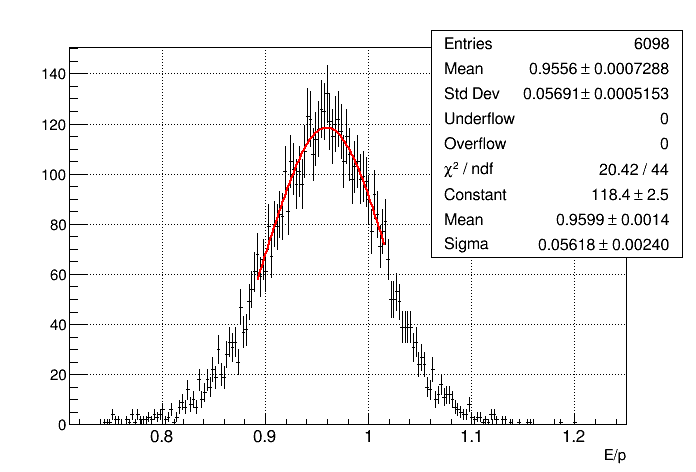 Entries 6098
Mean 0.9556 ± 0.0007288
Std Dev 0.05691 ± 0.0005153
Underflow 0
Overflow 0
χ² / ndf 20.42 / 44
Constant 118.4 ± 2.5
Mean 0.9599 ± 0.0014
Sigma 0.05618 ± 0.00240
140
120
100
80
60
40
20
0
0.8 0.9 1 1.1 1.2
E/p